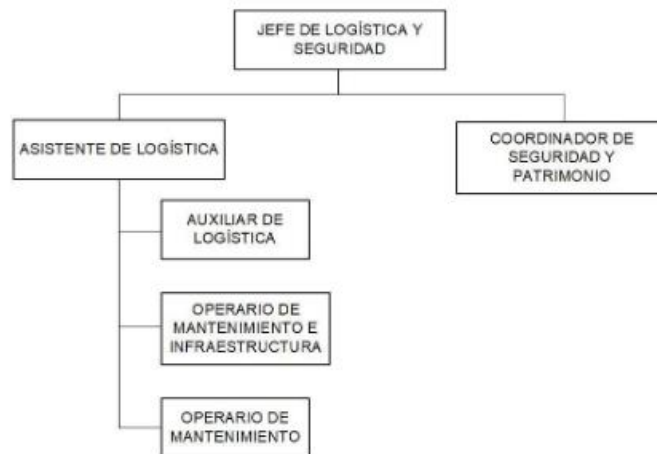 JEFE DE LOGÍSTICA Y
SEGURIDAD
ASISTENTE DE LOGÍSTICA
COORDINADOR DE
SEGURIDAD Y
PATRIMONIO
AUXILIAR DE
LOGÍSTICA
OPERARIO DE
MANTENIMIENTO E
INFRAESTRUCTURA
OPERARIO DE
MANTENIMIENTO